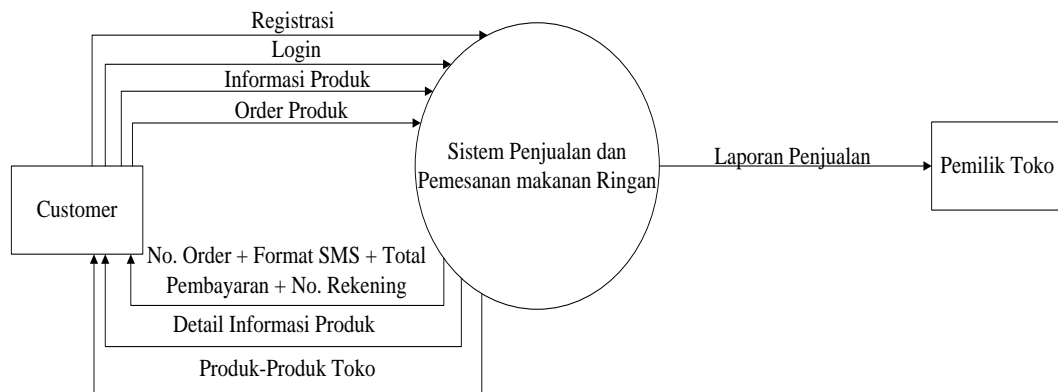 Registrasi
Login
Informasi Produk
Order Produk
Sistem Penjualan dan
Pemesanan makanan Ringan
Laporan Penjualan
Pemilik Toko
Customer
No. Order + Format SMS + Total
Pembayaran + No. Rekening
Detail Informasi Produk
Produk-Produk Toko